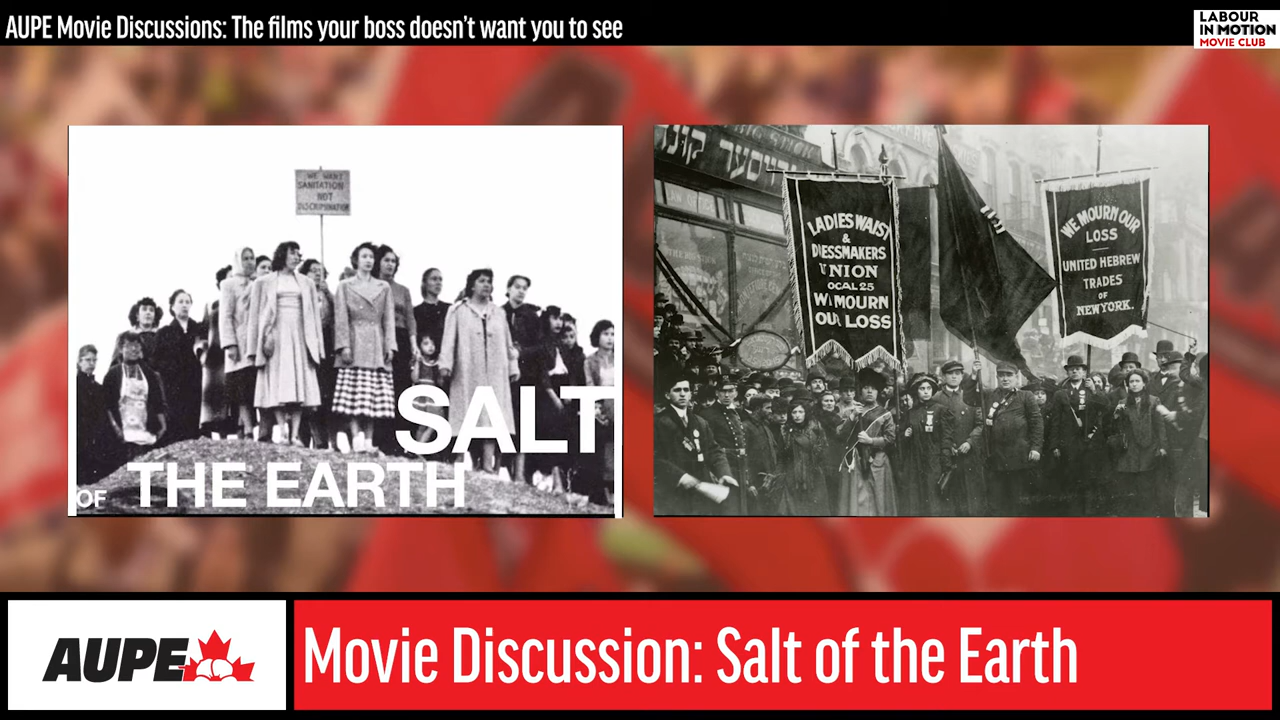 AUPE Movie Discussions: The films your boss doesn't want you to see
LABOUR
IN MOTION
MOVIE CLUB
WE WANT
SANITATION
NOT
DISCRIMINATION
SALT
OF THE EARTH
LADIES WAIST
&
DRESSMAKERS
UNION
LOCAL 25
WE MOURN
OUR LOSS
WE MOURN OUR
LOSS
UNITED HEBREW
TRADES
OF
NEW YORK.
AUPE
Movie Discussion: Salt of the Earth